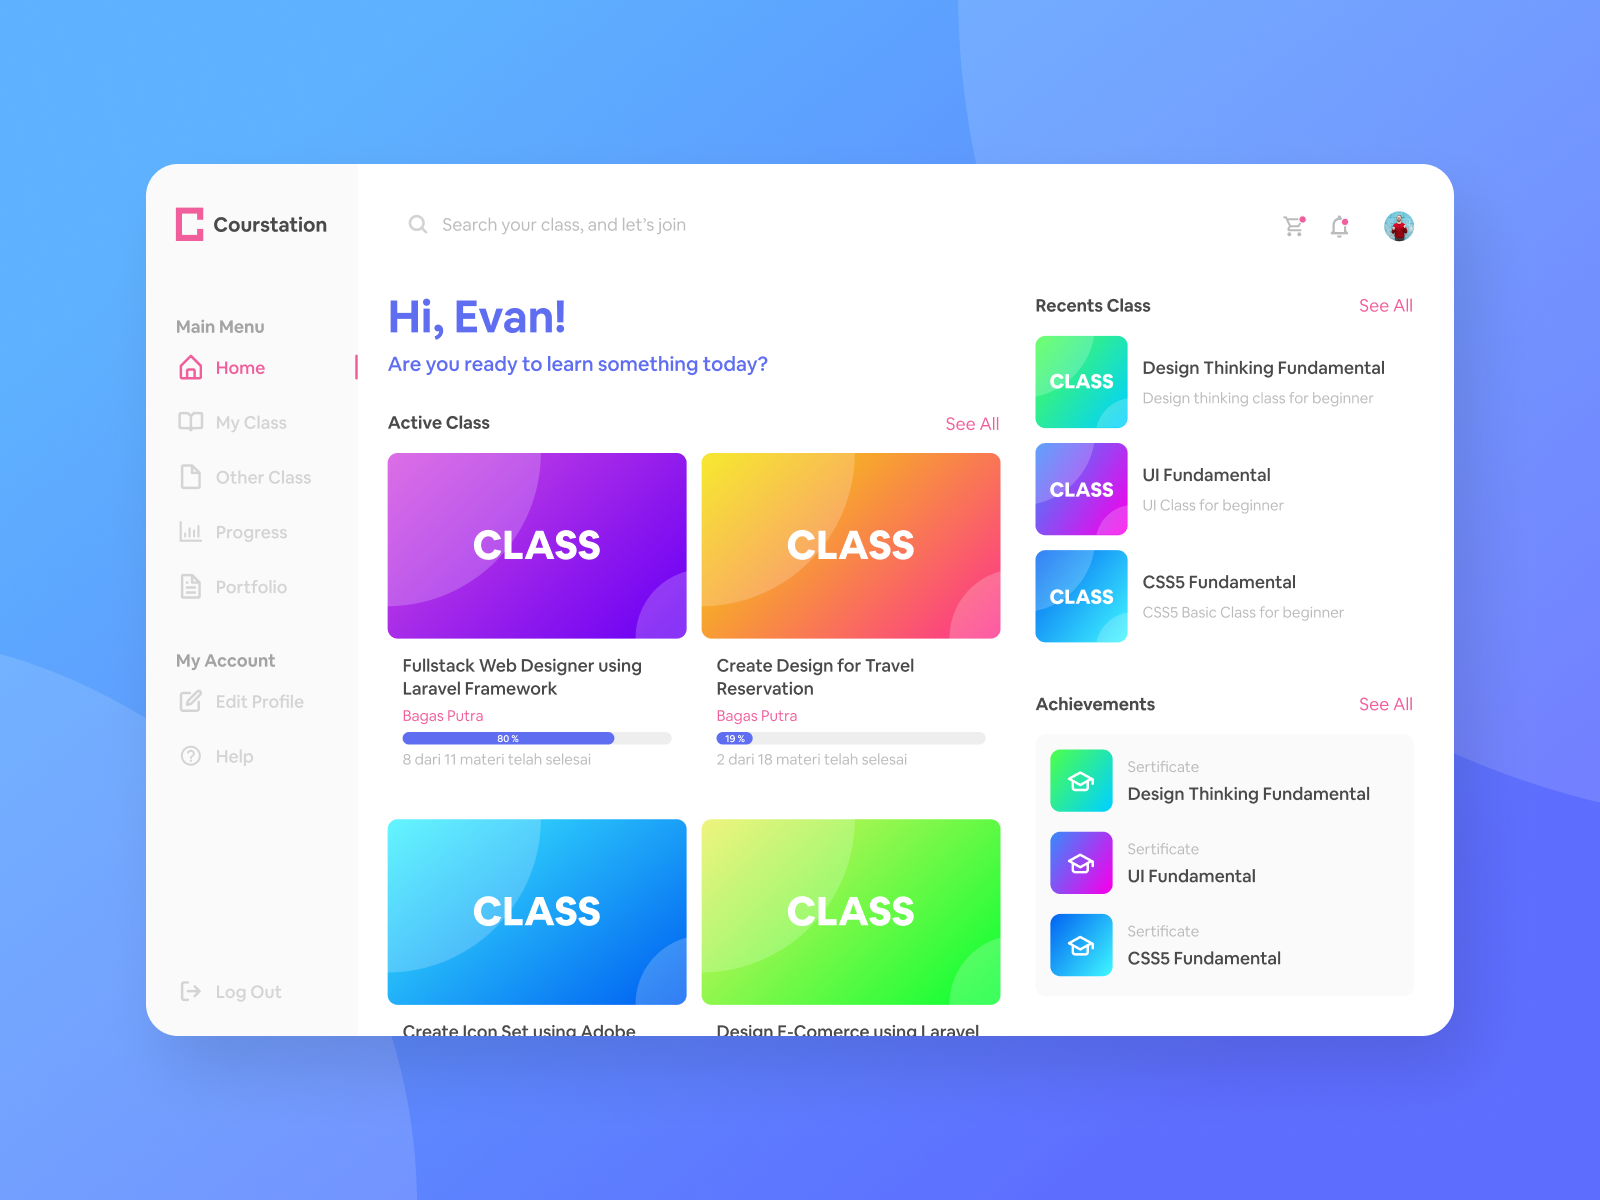 Courstation
Search your class, and let's join
Main Menu
Home
My Class
Other Class
Progress
Portfolio
My Account
Edit Profile
Help
Log Out
Hi, Evan!
Are you ready to learn something today?
Active Class
See All
CLASS
Fullstack Web Designer using
Laravel Framework
Bagas Putra
80 %
8 dari 11 materi telah selesai
CLASS
Create Design for Travel
Reservation
Bagas Putra
19 %
2 dari 18 materi telah selesai
CLASS
Create Icon Set using Adobe
CLASS
Design E-Comerce using Laravel
Recents Class
See All
CLASS
Design Thinking Fundamental
Design thinking class for beginner
CLASS
UI Fundamental
UI Class for beginner
CLASS
CSS5 Fundamental
CSS5 Basic Class for beginner
Achievements
See All
Sertificate
Design Thinking Fundamental
Sertificate
UI Fundamental
Sertificate
CSS5 Fundamental